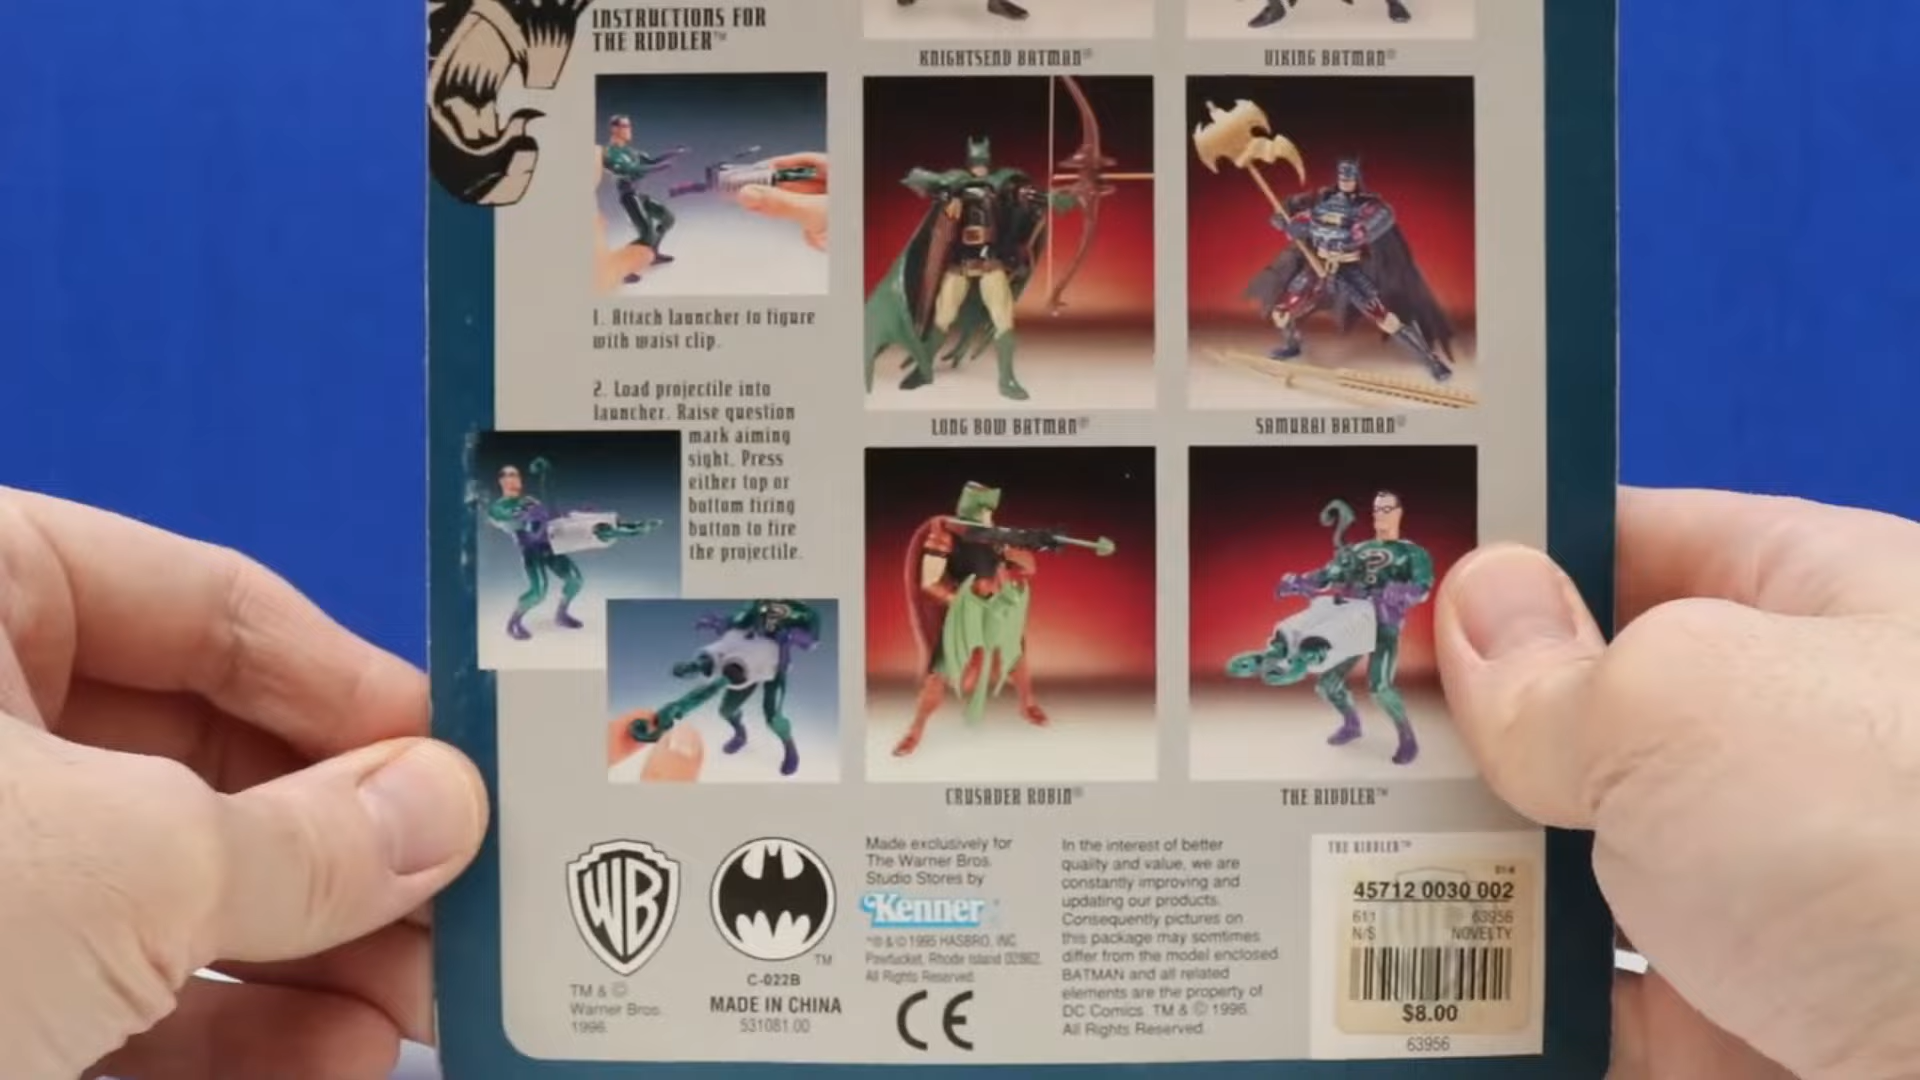 INSTRUCTIONS FOR
THE RIDDLER™
1. Attach launcher to figure
with waist clip.
2. Load projectile into
launcher. Raise question
mark aiming
sight. Press
either top or
bottom firing
button to fire
the projectile.
KNIGHTSEND BATMAN®
VIKING BATMAN®
LONG BOW BATMAN®
SAMURAI BATMAN®
?
?
CRUSADER ROBIN®
THE RIDDLER™
WB
TM & ©
Warner Bros.
1996.
TM
C-022B
MADE IN CHINA
531081.00
Made exclusively for
The Warner Bros.
Studio Stores by
Kenner
*® & © 1995 HASBRO, INC.
Pawtucket, Rhode Island 02862.
All Rights Reserved.
CE
In the interest of better
quality and value, we are
constantly improving and
updating our products.
Consequently pictures on
this package may somtimes
differ from the model enclosed.
BATMAN and all related
elements are the property of
DC Comics. TM & © 1996.
All Rights Reserved.
THE RIDDLER™
45712 0030 002
611 63956
N/S NOVELTY
$8.00
63956